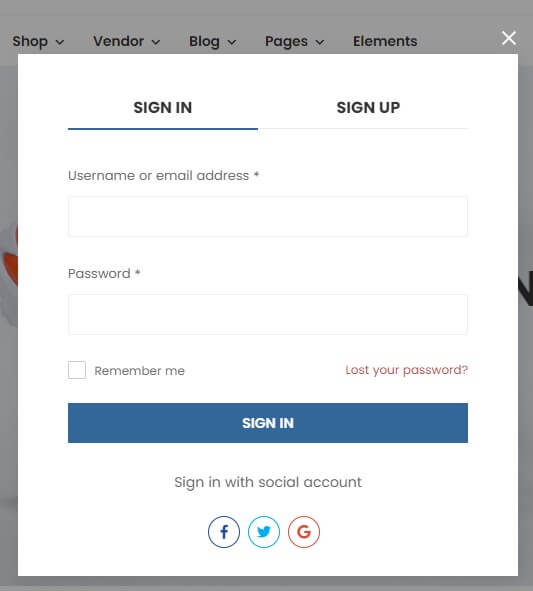 Shop Vendor Blog Pages Elements
SIGN IN SIGN UP
Username or email address *
Password *
Remember me Lost your password?
SIGN IN
Sign in with social account